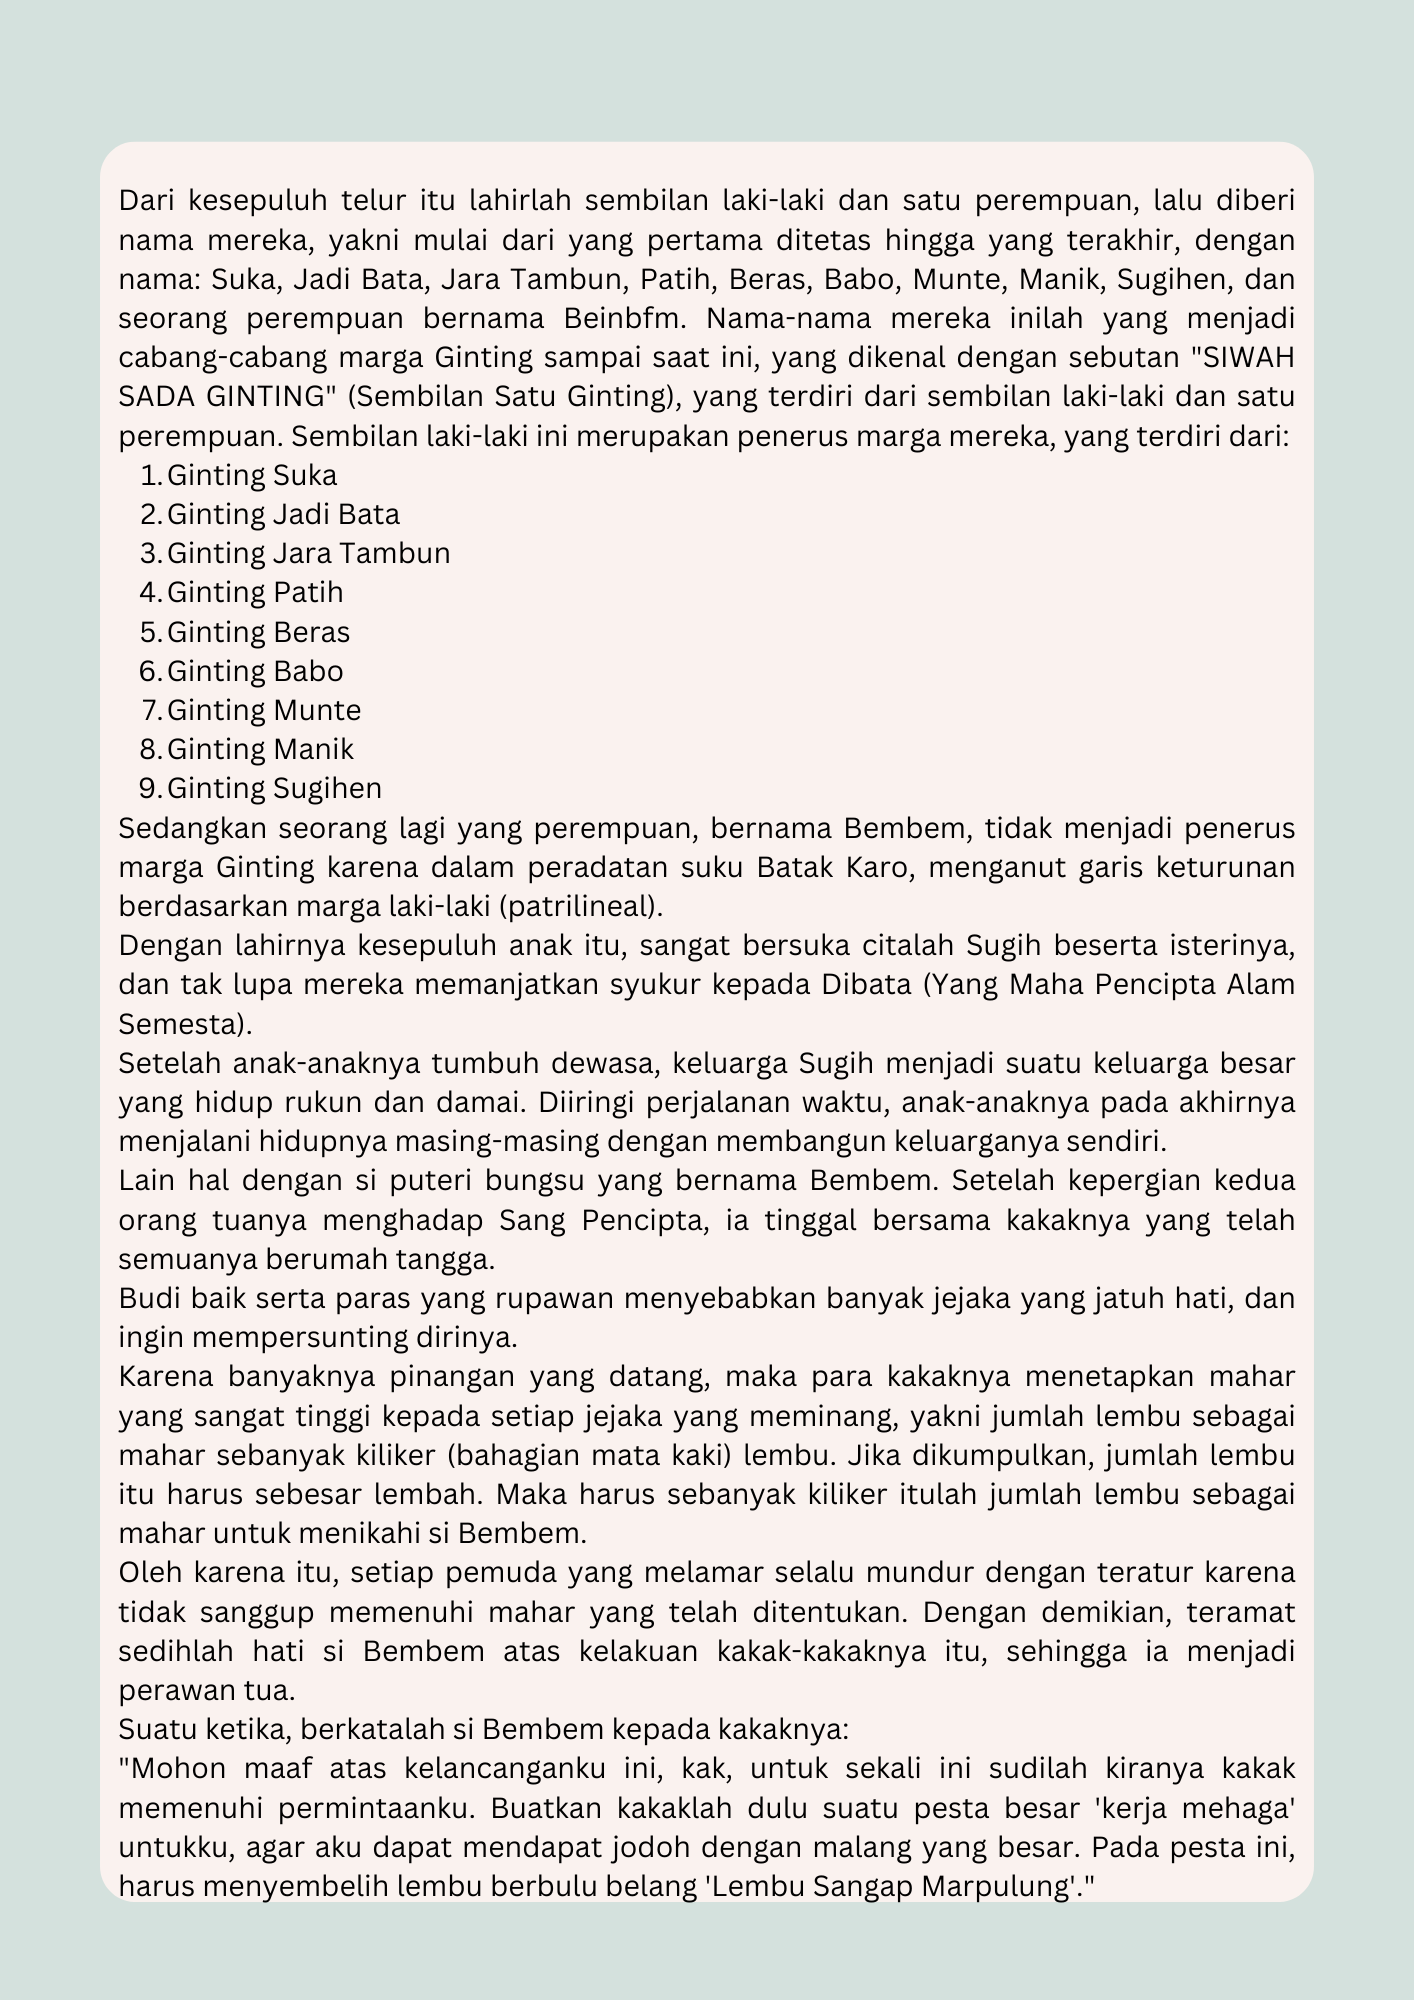 Dari kesepuluh telur itu lahirlah sembilan laki-laki dan satu perempuan, lalu diberi
nama mereka, yakni mulai dari yang pertama ditetas hingga yang terakhir, dengan
nama: Suka, Jadi Bata, Jara Tambun, Patih, Beras, Babo, Munte, Manik, Sugihen, dan
seorang perempuan bernama Beinbfm. Nama-nama mereka inilah yang menjadi
cabang-cabang marga Ginting sampai saat ini, yang dikenal dengan sebutan "SIWAH
SADA GINTING" (Sembilan Satu Ginting), yang terdiri dari sembilan laki-laki dan satu
perempuan. Sembilan laki-laki ini merupakan penerus marga mereka, yang terdiri dari:
1. Ginting Suka
2. Ginting Jadi Bata
3. Ginting Jara Tambun
4. Ginting Patih
5. Ginting Beras
6. Ginting Babo
7. Ginting Munte
8. Ginting Manik
9. Ginting Sugihen
Sedangkan seorang lagi yang perempuan, bernama Bembem, tidak menjadi penerus
marga Ginting karena dalam peradatan suku Batak Karo, menganut garis keturunan
berdasarkan marga laki-laki (patrilineal).
Dengan lahirnya kesepuluh anak itu, sangat bersuka citalah Sugih beserta isterinya,
dan tak lupa mereka memanjatkan syukur kepada Dibata (Yang Maha Pencipta Alam
Semesta).
Setelah anak-anaknya tumbuh dewasa, keluarga Sugih menjadi suatu keluarga besar
yang hidup rukun dan damai. Diiringi perjalanan waktu, anak-anaknya pada akhirnya
menjalani hidupnya masing-masing dengan membangun keluarganya sendiri.
Lain hal dengan si puteri bungsu yang bernama Bembem. Setelah kepergian kedua
orang tuanya menghadap Sang Pencipta, ia tinggal bersama kakaknya yang telah
semuanya berumah tangga.
Budi baik serta paras yang rupawan menyebabkan banyak jejaka yang jatuh hati, dan
ingin mempersunting dirinya.
Karena banyaknya pinangan yang datang, maka para kakaknya menetapkan mahar
yang sangat tinggi kepada setiap jejaka yang meminang, yakni jumlah lembu sebagai
mahar sebanyak kiliker (bahagian mata kaki) lembu. Jika dikumpulkan, jumlah lembu
itu harus sebesar lembah. Maka harus sebanyak kiliker itulah jumlah lembu sebagai
mahar untuk menikahi si Bembem.
Oleh karena itu, setiap pemuda yang melamar selalu mundur dengan teratur karena
tidak sanggup memenuhi mahar yang telah ditentukan. Dengan demikian, teramat
sedihlah hati si Bembem atas kelakuan kakak-kakaknya itu, sehingga ia menjadi
perawan tua.
Suatu ketika, berkatalah si Bembem kepada kakaknya:
"Mohon maaf atas kelancanganku ini, kak, untuk sekali ini sudilah kiranya kakak
memenuhi permintaanku. Buatkan kakaklah dulu suatu pesta besar 'kerja mehaga'
untukku, agar aku dapat mendapat jodoh dengan malang yang besar. Pada pesta ini,
harus menyembelih lembu berbulu belang 'Lembu Sangap Marpulung'."